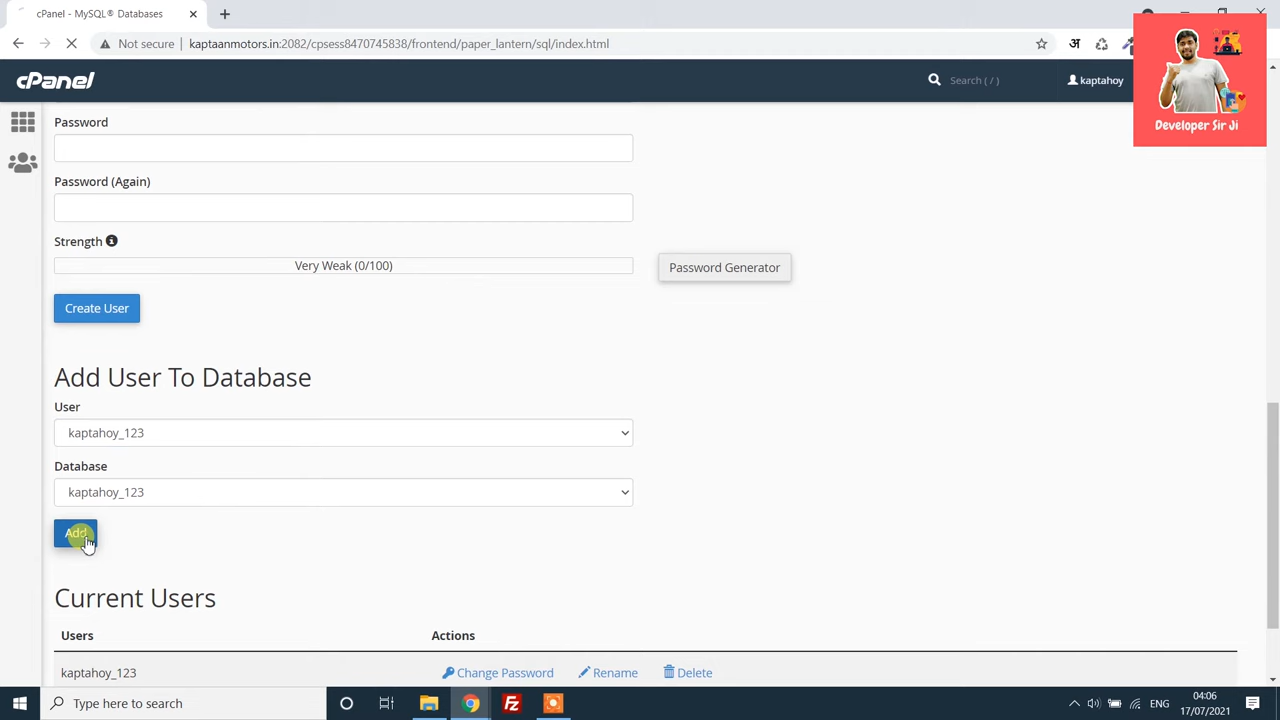 cPanel - MySQL® Databases
Not secure
kaptaanmotors.in:2082/cpsess8470745838/frontend/paper_lantern/sql/index.html
अ
cPanel
Search ( / )
kaptahoy
Developer Sir Ji
Password
Password (Again)
Strength
Very Weak (0/100)
Password Generator
Create User
Add User To Database
User
kaptahoy_123
Database
kaptahoy_123
Add
Current Users
Users
Actions
kaptahoy_123
Change Password
Rename
Delete
Type here to search
Fz
ENG
04:06
17/07/2021